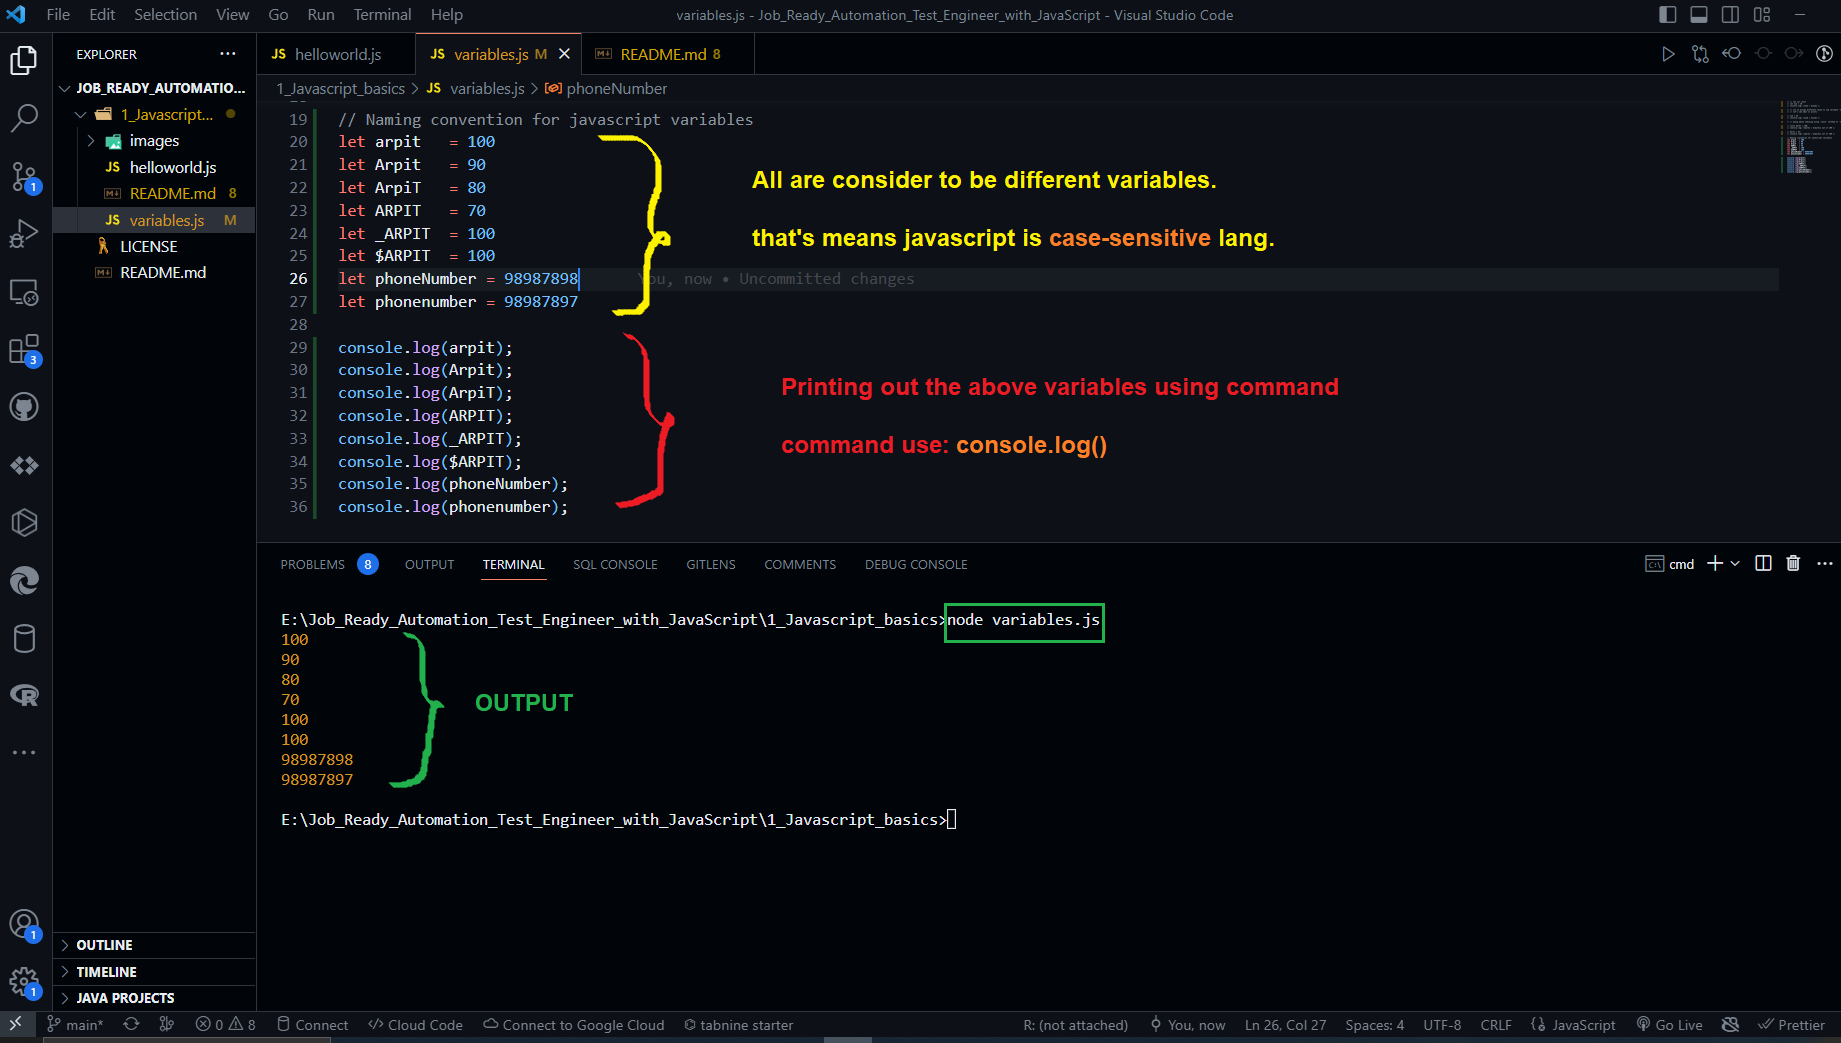 File Edit Selection View Go Run Terminal Help
variables.js - Job_Ready_Automation_Test_Engineer_with_JavaScript - Visual Studio Code
EXPLORER
JOB_READY_AUTOMATIO...
1_Javascript...
images
JS helloworld.js
README.md 8
JS variables.js M
LICENSE
README.md
OUTLINE
TIMELINE
JAVA PROJECTS
1
3
1
1
JS helloworld.js
JS variables.js M
README.md 8
1_Javascript_basics > JS variables.js > phoneNumber
19 // Naming convention for javascript variables
20 let arpit = 100
21 let Arpit = 90
22 let ArpiT = 80
23 let ARPIT = 70
24 let _ARPIT = 100
25 let $ARPIT = 100
26 let phoneNumber = 98987898 You, now • Uncommitted changes
27 let phonenumber = 98987897
28
29 console.log(arpit);
30 console.log(Arpit);
31 console.log(ArpiT);
32 console.log(ARPIT);
33 console.log(_ARPIT);
34 console.log($ARPIT);
35 console.log(phoneNumber);
36 console.log(phonenumber);
All are consider to be different variables.
that's means javascript is case-sensitive lang.
Printing out the above variables using command
command use: console.log()
PROBLEMS 8 OUTPUT TERMINAL SQL CONSOLE GITLENS COMMENTS DEBUG CONSOLE
cmd
E:\Job_Ready_Automation_Test_Engineer_with_JavaScript\1_Javascript_basics>node variables.js
100
90
80
70
100
100
98987898
98987897
OUTPUT
E:\Job_Ready_Automation_Test_Engineer_with_JavaScript\1_Javascript_basics>
main* 0 8 Connect Cloud Code Connect to Google Cloud tabnine starter
R: (not attached) You, now Ln 26, Col 27 Spaces: 4 UTF-8 CRLF JavaScript Go Live Prettier